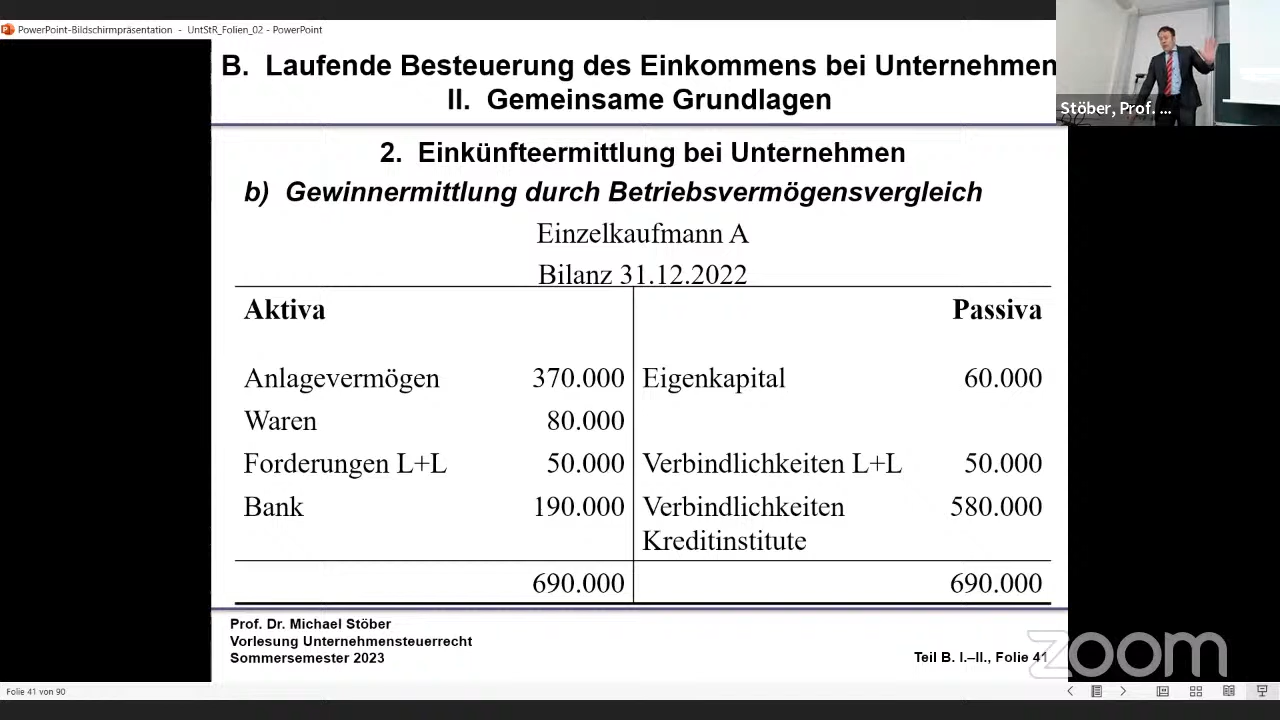 PowerPoint-Bildschirmpräsentation - UntStR_Folien_02 - PowerPoint
Stöber, Prof. ...
B. Laufende Besteuerung des Einkommens bei Unternehmen
II. Gemeinsame Grundlagen
2. Einkünfteermittlung bei Unternehmen
b) Gewinnermittlung durch Betriebsvermögensvergleich
Einzelkaufmann A
Bilanz 31.12.2022
Aktiva Passiva
Anlagevermögen 370.000 Eigenkapital 60.000
Waren 80.000
Forderungen L+L 50.000 Verbindlichkeiten L+L 50.000
Bank 190.000 Verbindlichkeiten 580.000
Kreditinstitute
690.000 690.000
Prof. Dr. Michael Stöber
Vorlesung Unternehmensteuerrecht
Sommersemester 2023
Teil B. I.–II., Folie 41
zoom
Folie 41 von 90